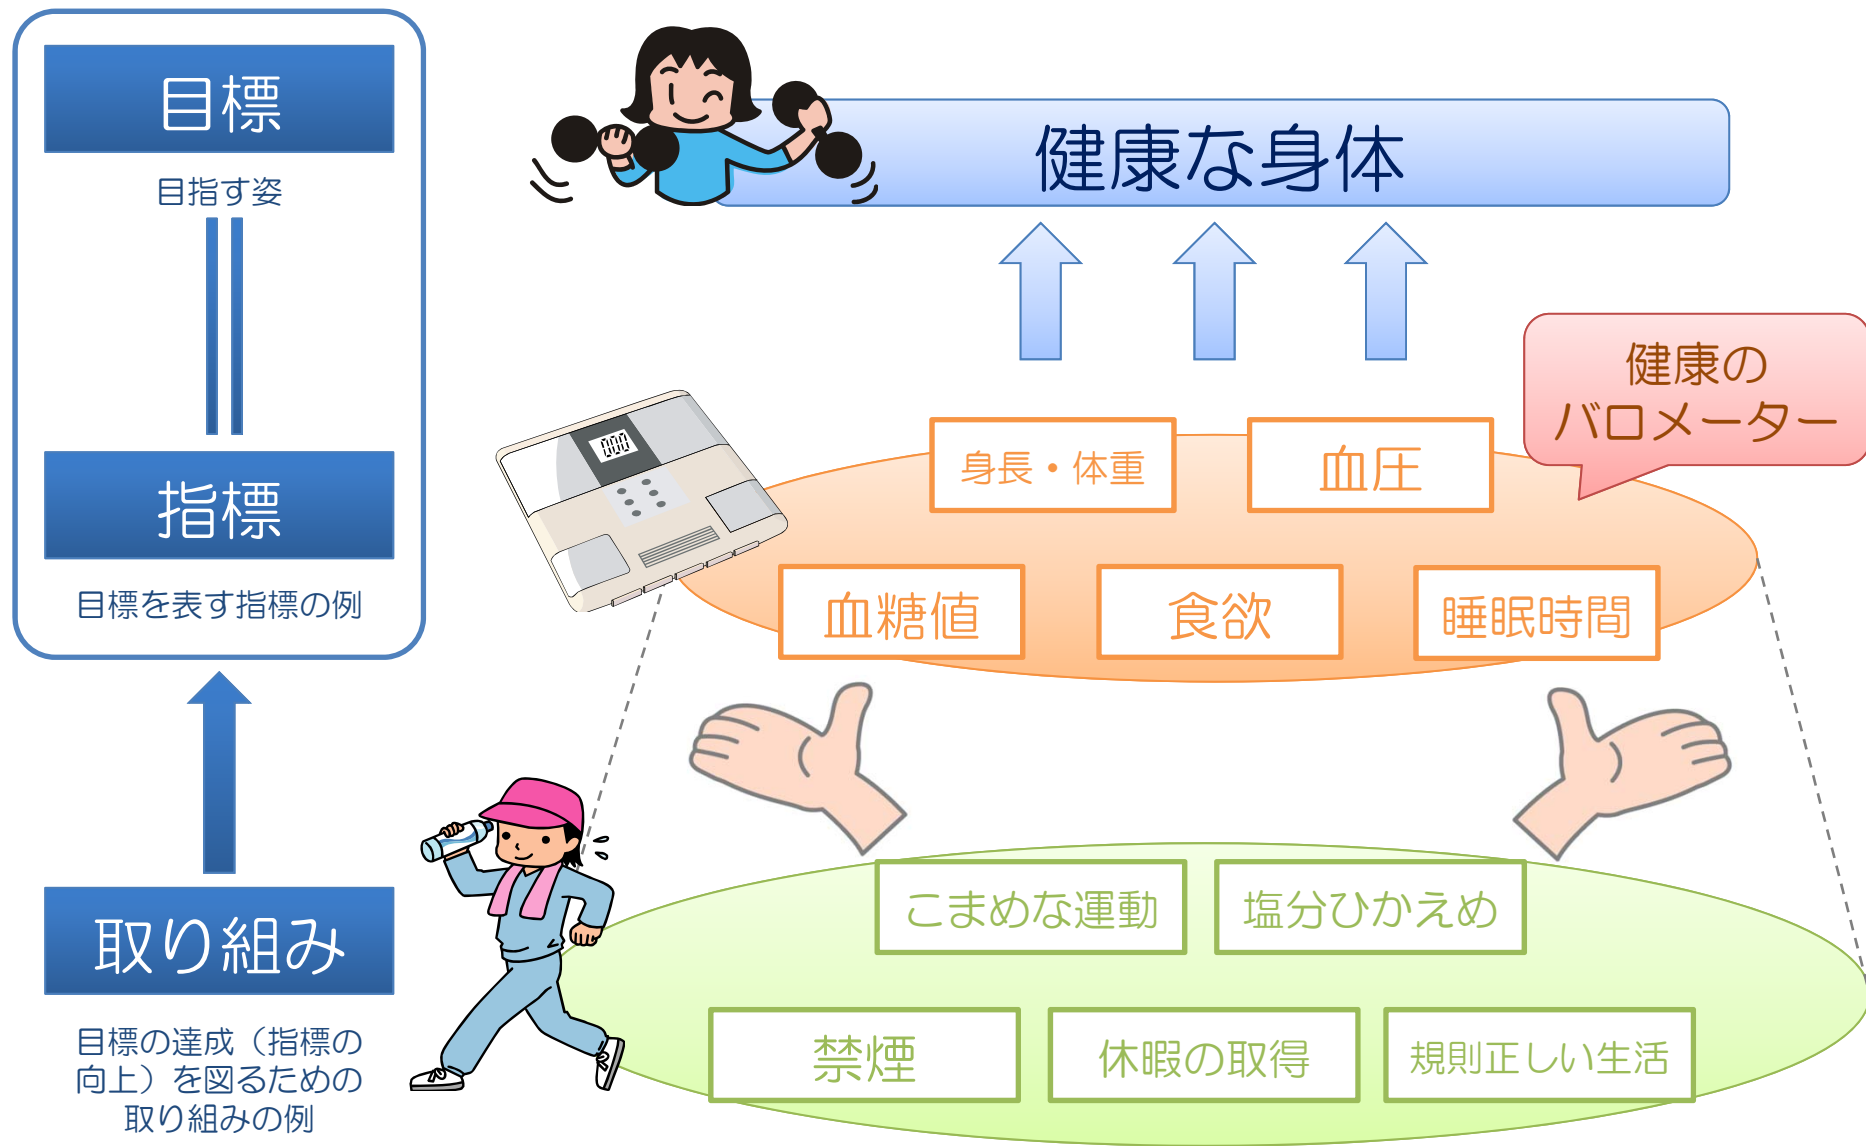 目標
目指す姿
指標
目標を表す指標の例
取り組み
目標の達成（指標の
向上）を図るための
取り組みの例
健康な身体
健康の
バロメーター
身長・体重
血圧
血糖値
食欲
睡眠時間
こまめな運動
塩分ひかえめ
禁煙
休暇の取得
規則正しい生活